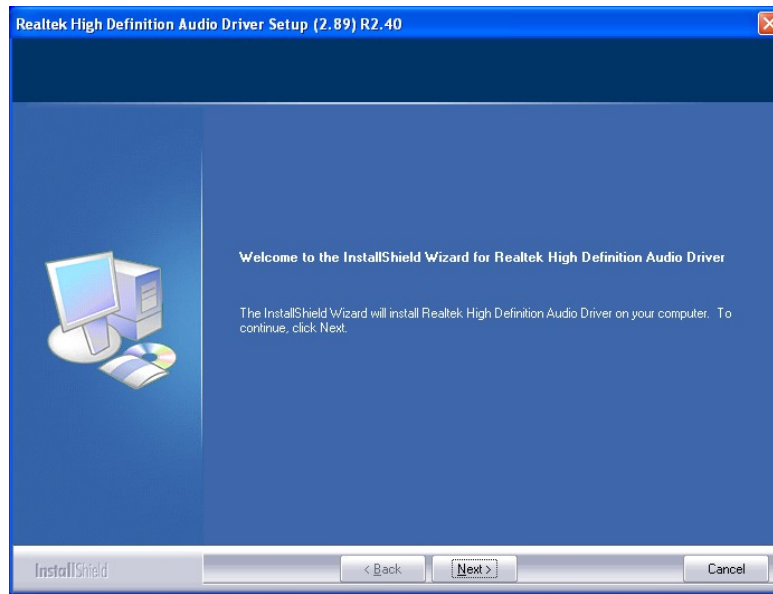 Realtek High Definition Audio Driver Setup (2.89) R2.40
Welcome to the InstallShield Wizard for Realtek High Definition Audio Driver
The InstallShield Wizard will install Realtek High Definition Audio Driver on your computer. To
continue, click Next.
InstallShield
< Back Next > Cancel